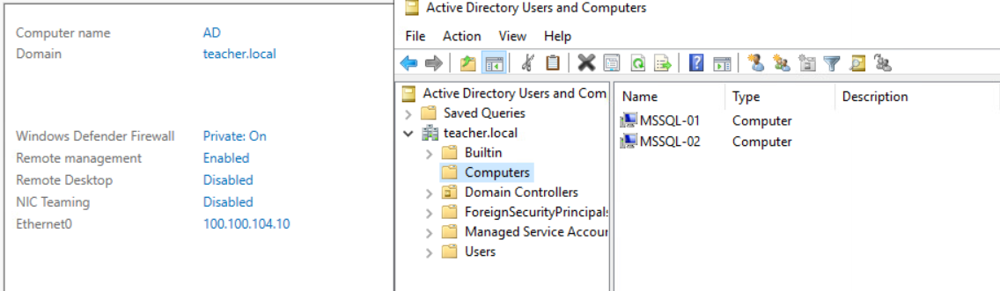 Computer name AD
Domain teacher.local
Windows Defender Firewall Private: On
Remote management Enabled
Remote Desktop Disabled
NIC Teaming Disabled
Ethernet0 100.100.104.10
Active Directory Users and Computers
File Action View Help
Active Directory Users and Com
Saved Queries
teacher.local
Builtin
Computers
Domain Controllers
ForeignSecurityPrincipals
Managed Service Accour
Users
Name Type Description
MSSQL-01 Computer
MSSQL-02 Computer